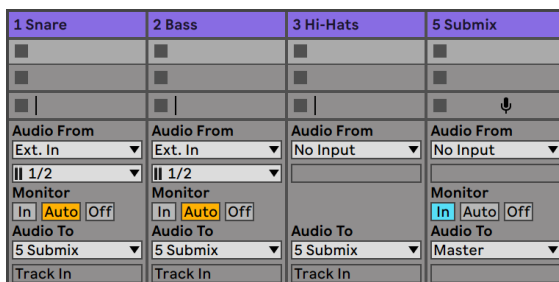 1 Snare 2 Bass 3 Hi-Hats 5 Submix
Audio From Audio From Audio From Audio From
Ext. In Ext. In No Input No Input
1/2 1/2
Monitor Monitor Monitor
In Auto Off In Auto Off In Auto Off
Audio To Audio To Audio To Audio To
5 Submix 5 Submix 5 Submix Master
Track In Track In Track In